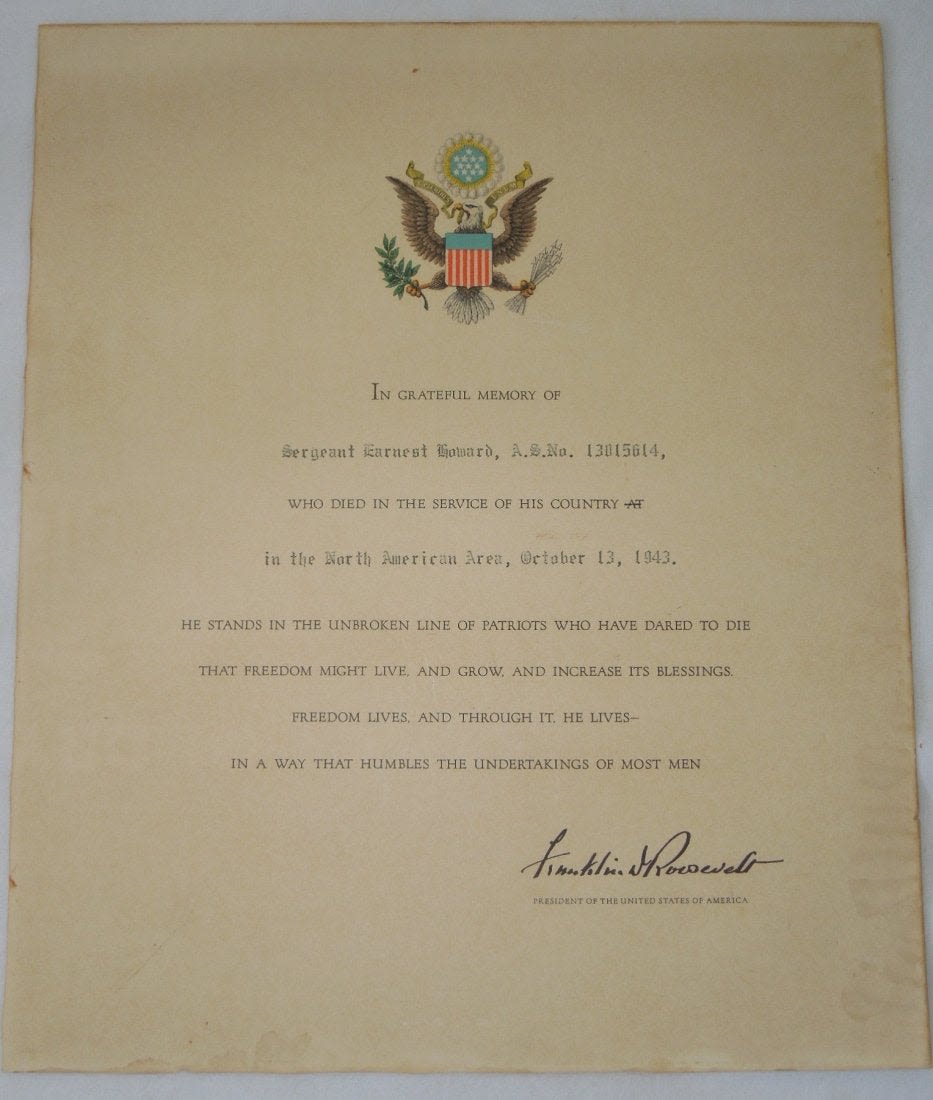 In grateful memory of
Sergeant Earnest Howard, A.S.No. 13015614,
WHO DIED IN THE SERVICE OF HIS COUNTRY AT
in the North American Area, October 13, 1943.
HE STANDS IN THE UNBROKEN LINE OF PATRIOTS WHO HAVE DARED TO DIE
THAT FREEDOM MIGHT LIVE, AND GROW, AND INCREASE ITS BLESSINGS.
FREEDOM LIVES, AND THROUGH IT, HE LIVES—
IN A WAY THAT HUMBLES THE UNDERTAKINGS OF MOST MEN
Franklin D Roosevelt
PRESIDENT OF THE UNITED STATES OF AMERICA